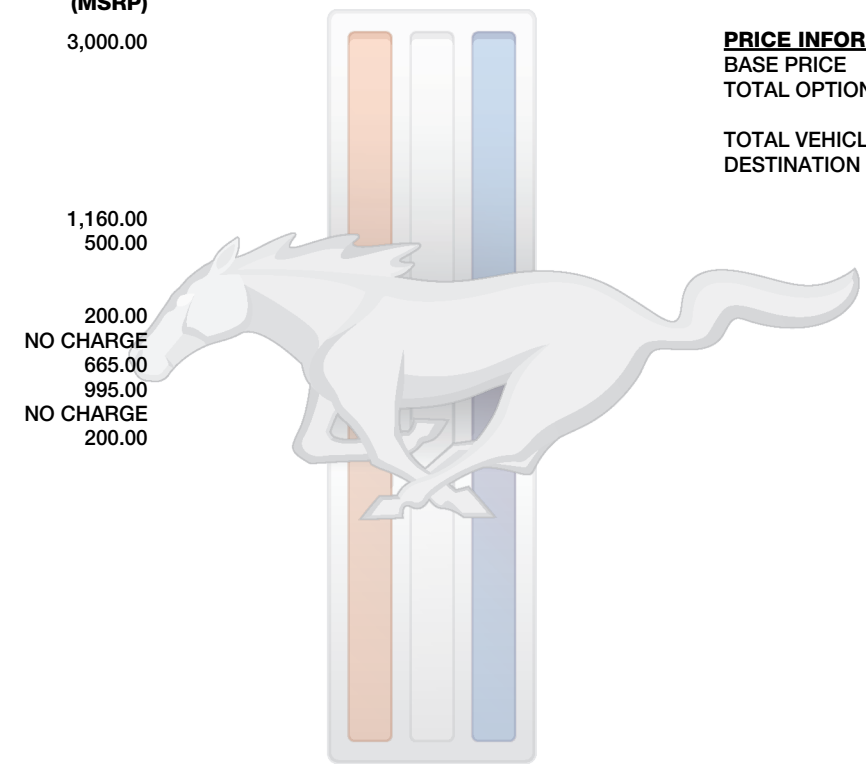 (MSRP)
3,000.00
1,160.00
500.00
200.00
NO CHARGE
665.00
995.00
NO CHARGE
200.00
PRICE INFOR
BASE PRICE
TOTAL OPTION
TOTAL VEHICL
DESTINATION